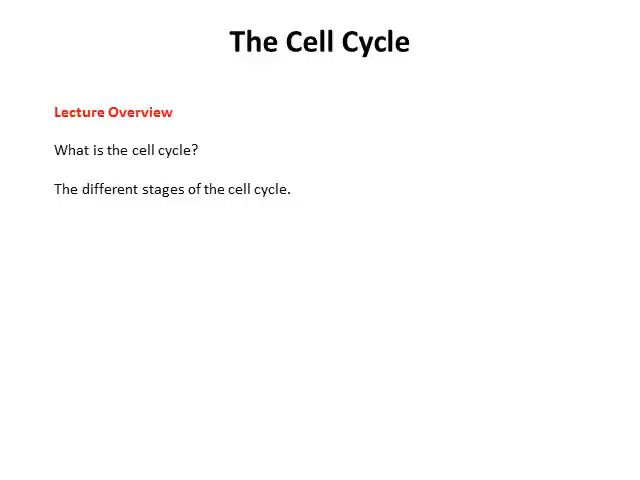 The Cell Cycle
Lecture Overview
What is the cell cycle?
The different stages of the cell cycle.